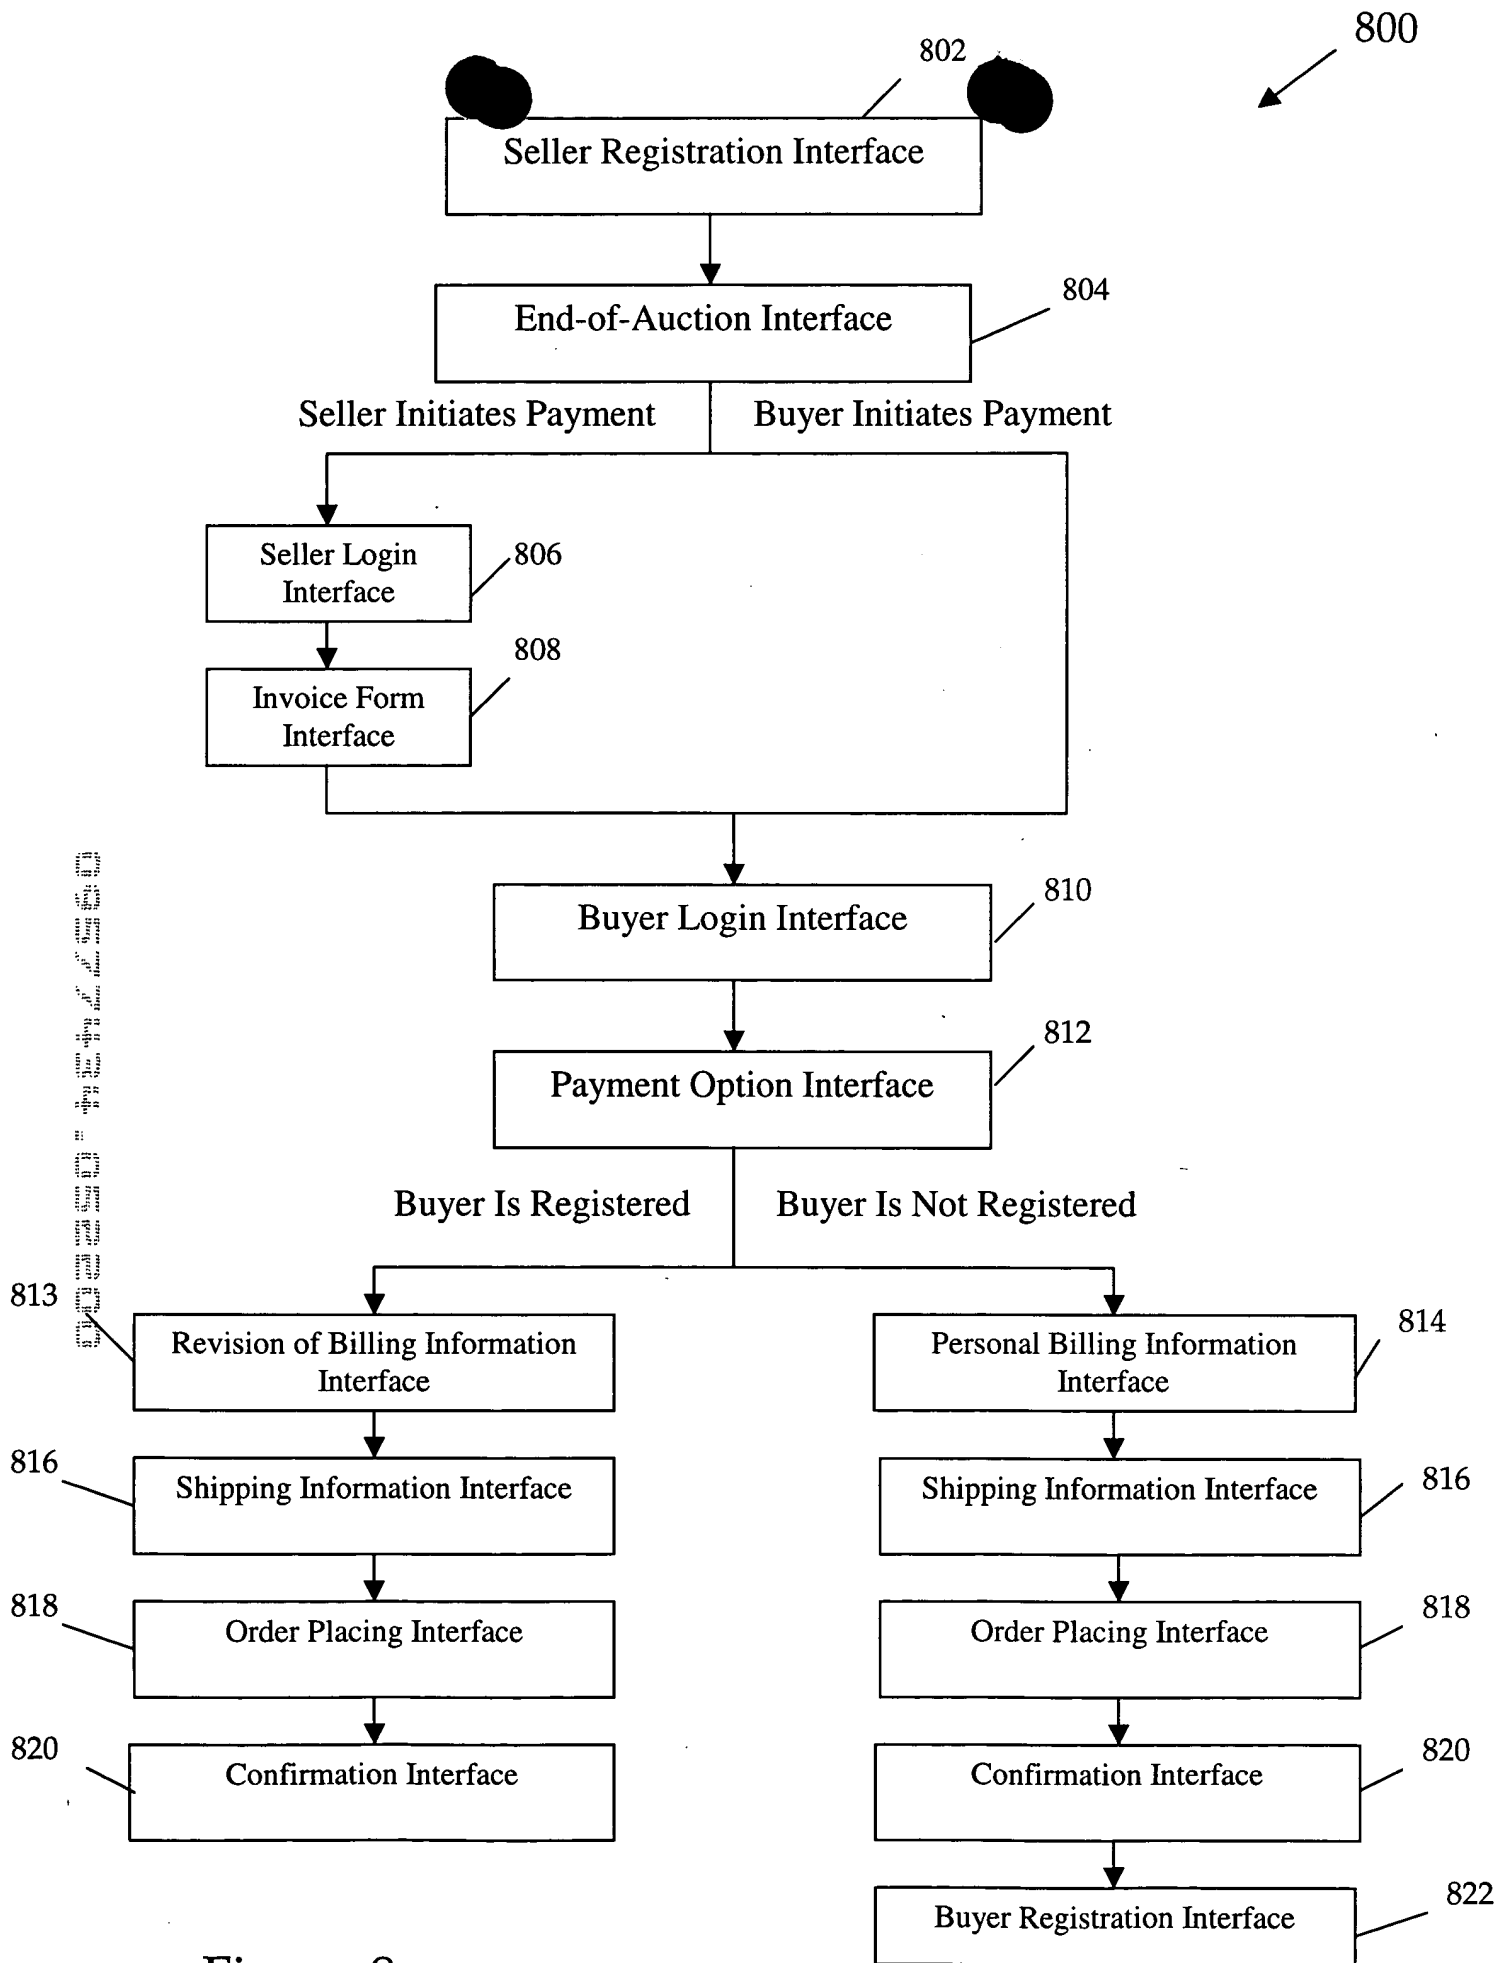 800
802
Seller Registration Interface
804
End-of-Auction Interface
Seller Initiates Payment
Buyer Initiates Payment
Seller Login
Interface
806
808
Invoice Form
Interface
810
Buyer Login Interface
812
Payment Option Interface
09577434.052200
Buyer Is Registered
Buyer Is Not Registered
813
Revision of Billing Information
Interface
814
Personal Billing Information
Interface
816
Shipping Information Interface
Shipping Information Interface
816
818
Order Placing Interface
Order Placing Interface
818
820
Confirmation Interface
Confirmation Interface
820
822
Buyer Registration Interface